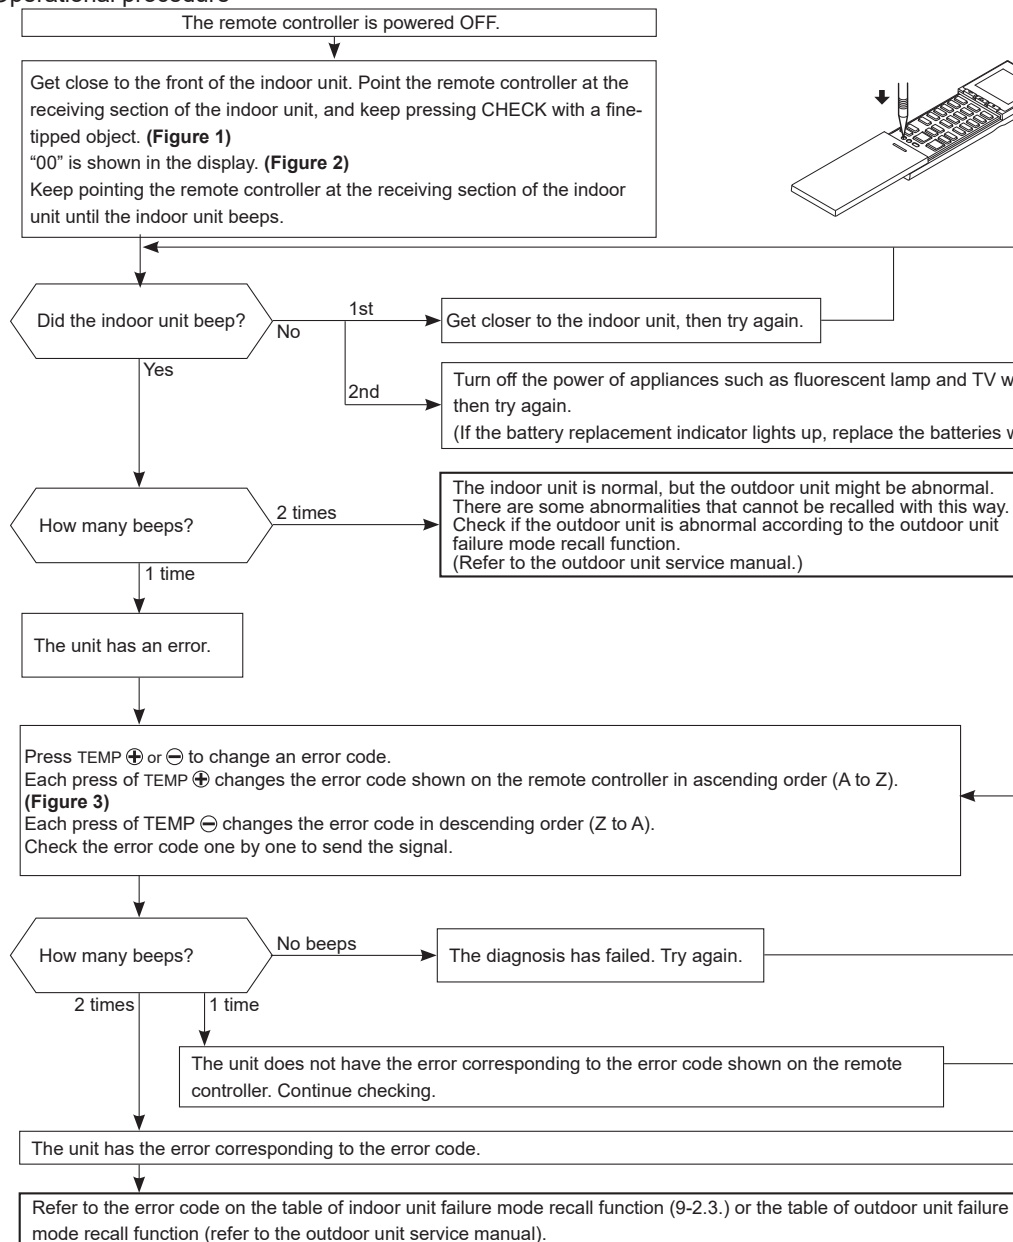 Operational procedure
The remote controller is powered OFF.
Get close to the front of the indoor unit. Point the remote controller at the
receiving section of the indoor unit, and keep pressing CHECK with a fine-
tipped object. (Figure 1)
“00” is shown in the display. (Figure 2)
Keep pointing the remote controller at the receiving section of the indoor
unit until the indoor unit beeps.
Did the indoor unit beep?
No
1st
Get closer to the indoor unit, then try again.
Yes
2nd
Turn off the power of appliances such as fluorescent lamp and TV w
then try again.
(If the battery replacement indicator lights up, replace the batteries w
How many beeps?
2 times
The indoor unit is normal, but the outdoor unit might be abnormal.
There are some abnormalities that cannot be recalled with this way.
Check if the outdoor unit is abnormal according to the outdoor unit
failure mode recall function.
(Refer to the outdoor unit service manual.)
1 time
The unit has an error.
Press TEMP ⊕ or ⊖ to change an error code.
Each press of TEMP ⊕ changes the error code shown on the remote controller in ascending order (A to Z).
(Figure 3)
Each press of TEMP ⊖ changes the error code in descending order (Z to A).
Check the error code one by one to send the signal.
How many beeps?
No beeps
The diagnosis has failed. Try again.
2 times
1 time
The unit does not have the error corresponding to the error code shown on the remote
controller. Continue checking.
The unit has the error corresponding to the error code.
Refer to the error code on the table of indoor unit failure mode recall function (9-2.3.) or the table of outdoor unit failure
mode recall function (refer to the outdoor unit service manual).